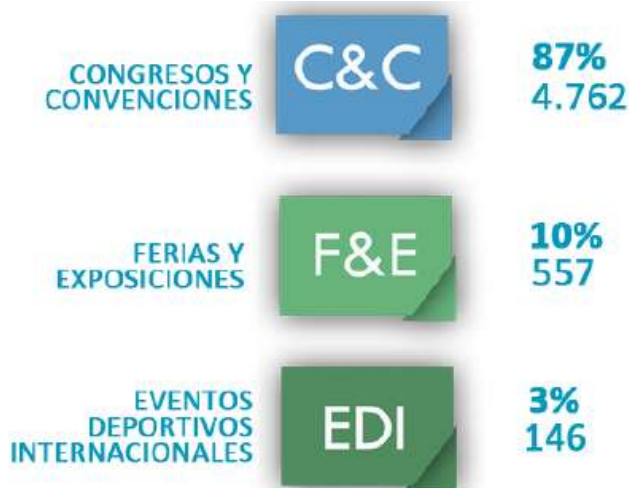 CONGRESOS Y
CONVENCIONES
C&C
87%
4.762
FERIAS Y
EXPOSICIONES
F&E
10%
557
EVENTOS
DEPORTIVOS
INTERNACIONALES
EDI
3%
146